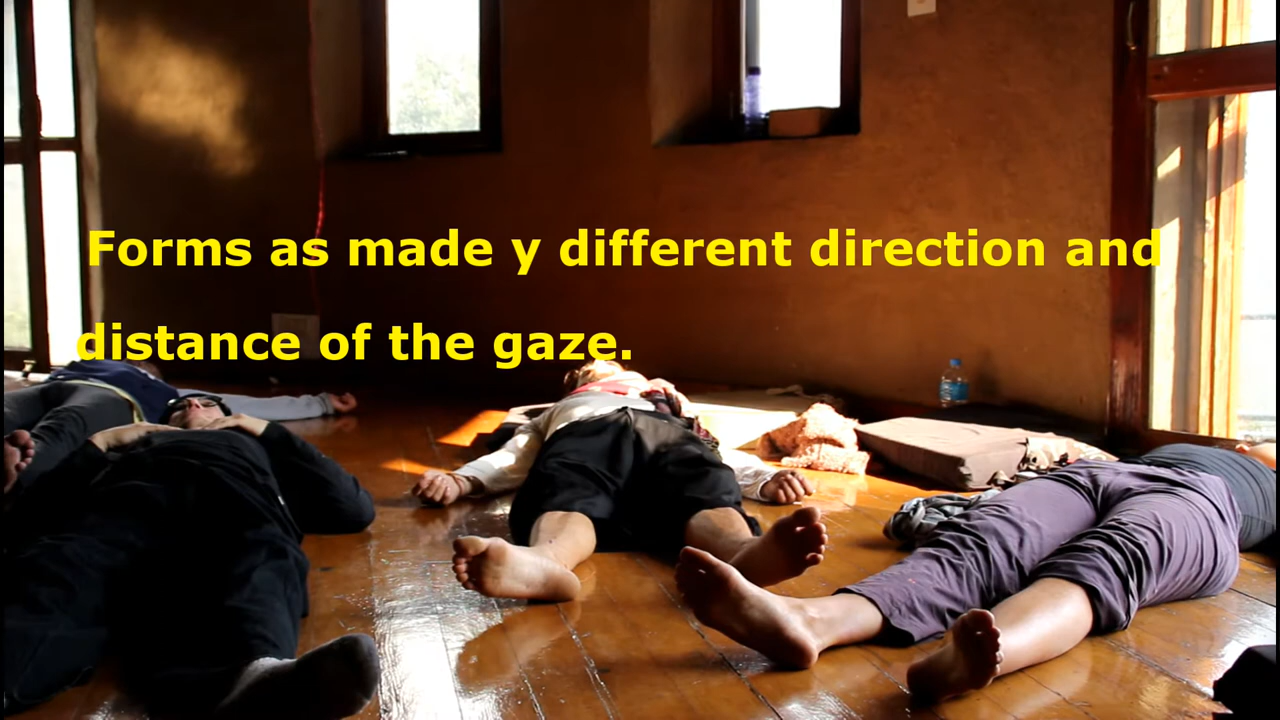 Forms as made y different direction and
distance of the gaze.